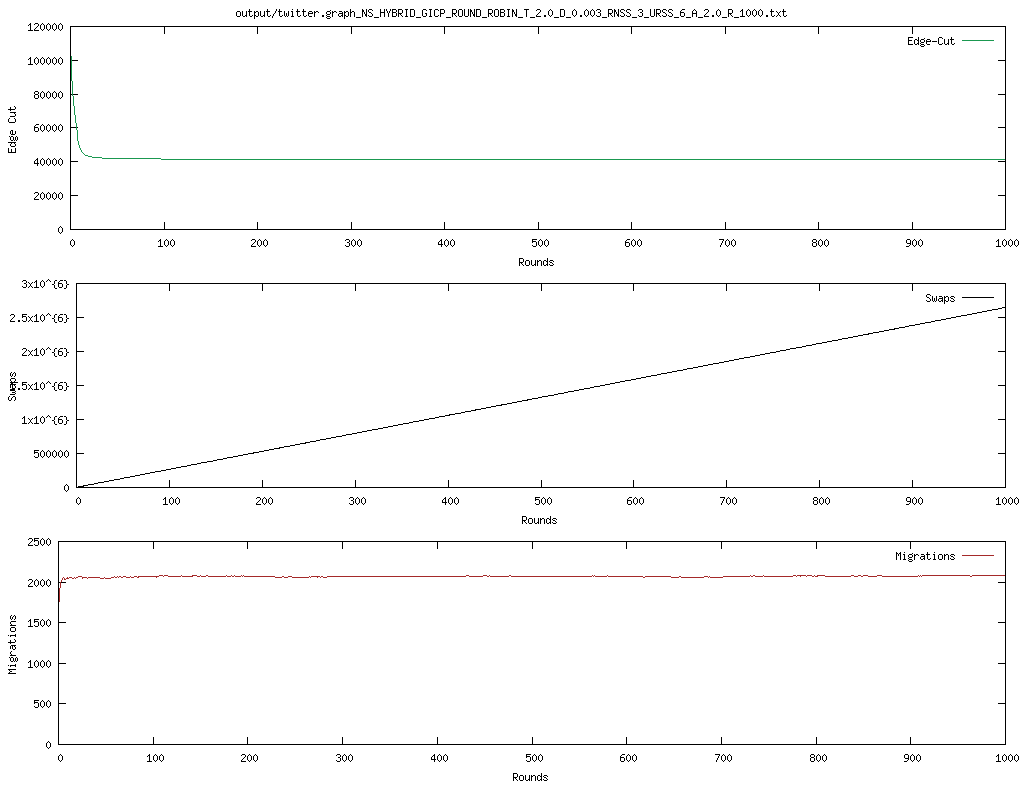 output/twitter.graph_NS_HYBRID_GICP_ROUND_ROBIN_T_2.0_D_0.003_RNSS_3_URSS_6_A_2.0_R_1000.txt
120000
100000
80000
60000
40000
20000
0
Edge Cut
Edge-Cut
0 100 200 300 400 500 600 700 800 900 1000
Rounds
3x10^{6}
2.5x10^{6}
2x10^{6}
.5x10^{6}
1x10^{6}
500000
0
Swaps
Swaps
0 100 200 300 400 500 600 700 800 900 1000
Rounds
2500
2000
1500
1000
500
0
Migrations
Migrations
0 100 200 300 400 500 600 700 800 900 1000
Rounds